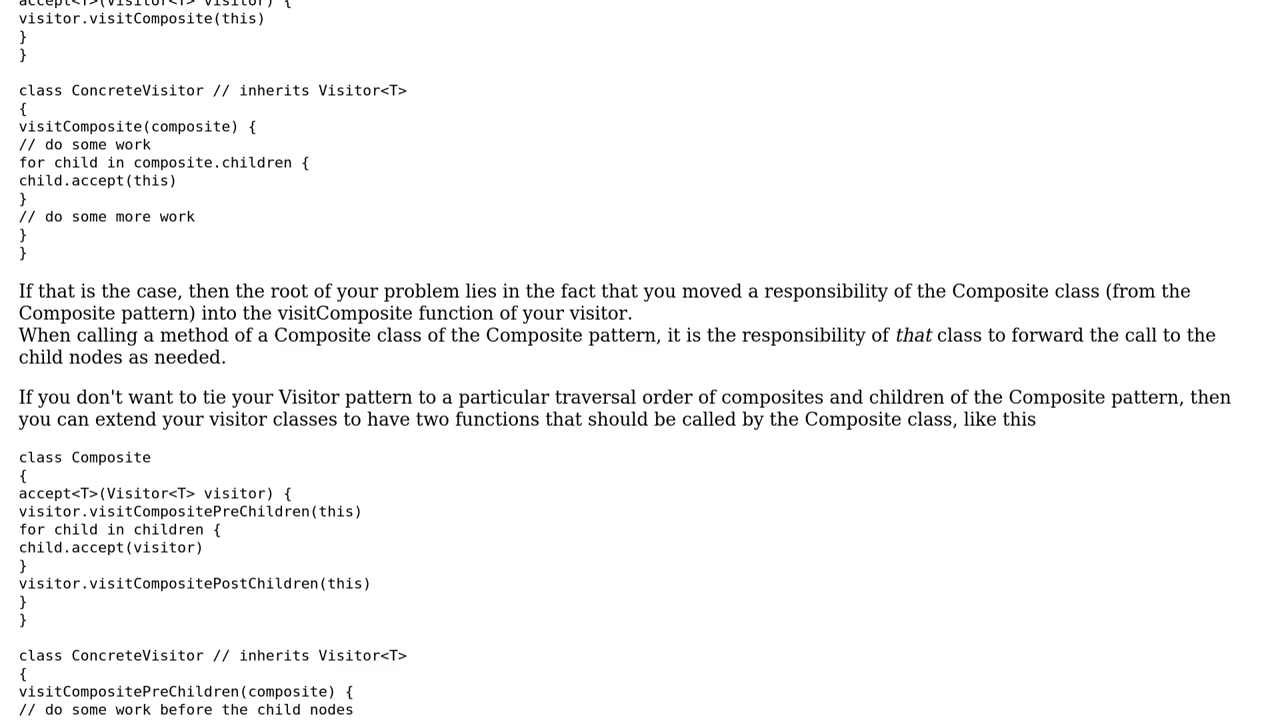 accept<T>(Visitor<T> visitor) {
visitor.visitComposite(this)
}
}
class ConcreteVisitor // inherits Visitor<T>
{
visitComposite(composite) {
// do some work
for child in composite.children {
child.accept(this)
}
// do some more work
}
}
If that is the case, then the root of your problem lies in the fact that you moved a responsibility of the Composite class (from the
Composite pattern) into the visitComposite function of your visitor.
When calling a method of a Composite class of the Composite pattern, it is the responsibility of that class to forward the call to the
child nodes as needed.
If you don't want to tie your Visitor pattern to a particular traversal order of composites and children of the Composite pattern, then
you can extend your visitor classes to have two functions that should be called by the Composite class, like this
class Composite
{
accept<T>(Visitor<T> visitor) {
visitor.visitCompositePreChildren(this)
for child in children {
child.accept(visitor)
}
visitor.visitCompositePostChildren(this)
}
}
class ConcreteVisitor // inherits Visitor<T>
{
visitCompositePreChildren(composite) {
// do some work before the child nodes